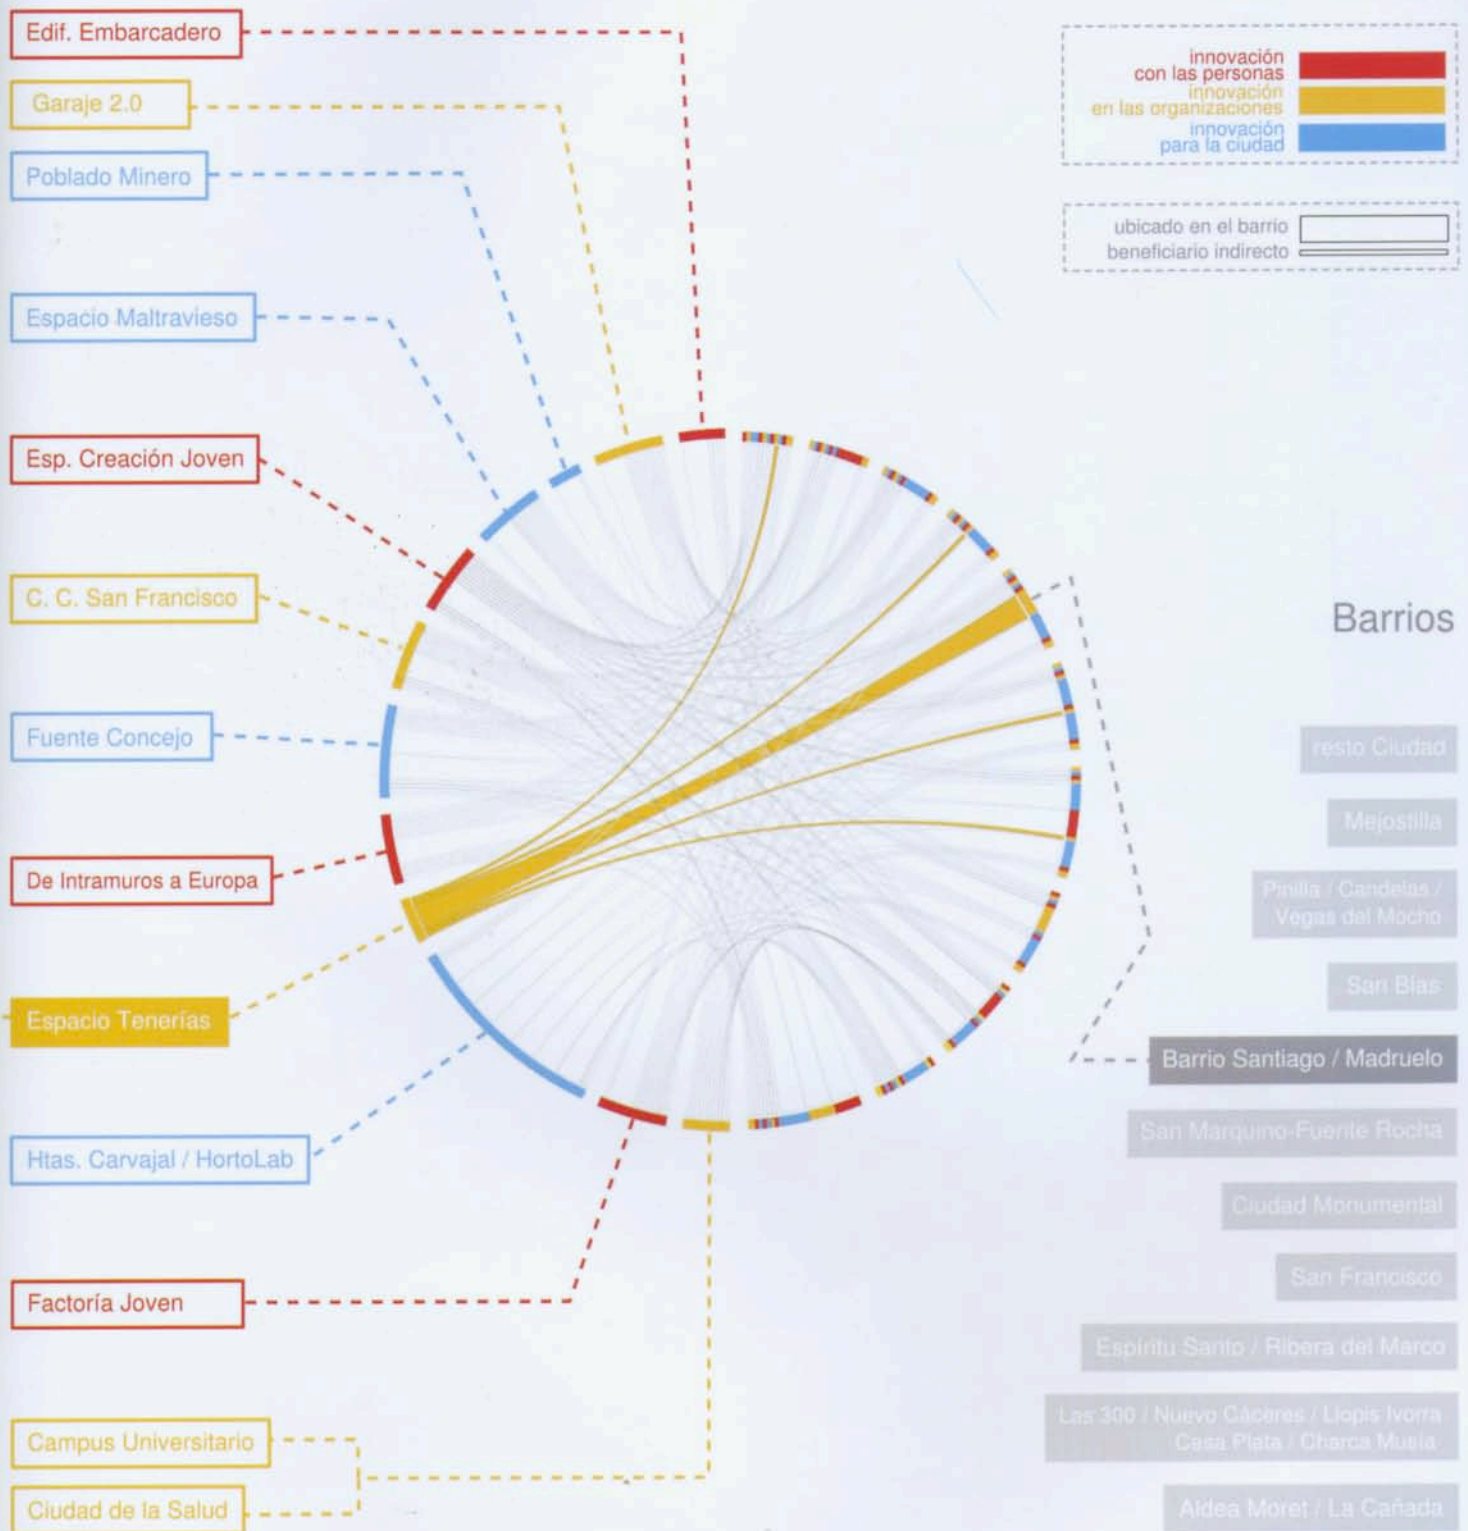 Edif. Embarcadero
Garaje 2.0
Poblado Minero
Espacio Maltravieso
Esp. Creación Joven
C. C. San Francisco
Fuente Concejo
De Intramuros a Europa
Espacio Tenerías
Htas. Carvajal / HortoLab
Factoría Joven
Campus Universitario
Ciudad de la Salud
innovación
con las personas
innovación
en las organizaciones
innovación
para la ciudad
ubicado en el barrio
beneficiario indirecto
Barrios
resto Ciudad
Mejostilla
Pinilla / Candelas /
Vegas del Mocho
San Blas
Barrio Santiago / Madruelo
San Marquino-Fuente Rocha
Ciudad Monumental
San Francisco
Espíritu Santo / Ribera del Marco
Las 300 / Nuevo Cáceres / Llopis Ivorra
Casa Plata / Charca Musia
Aldea Moret / La Cañada